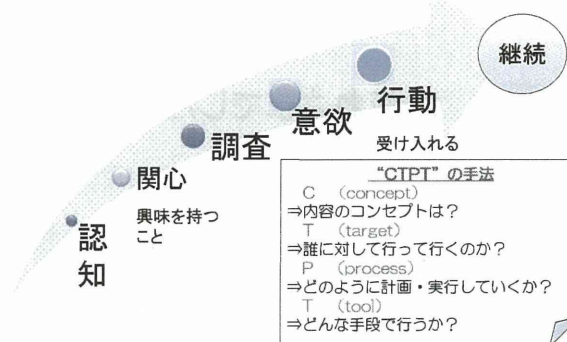 認
知
関心
興味を持つ
こと
調査
意欲
行動
受け入れる
継続
“CTPT”の手法
C (concept)
⇒内容のコンセプトは？
T (target)
⇒誰に対して行って行くのか？
P (process)
⇒どのように計画・実行していくか？
T (tool)
⇒どんな手段で行うか？